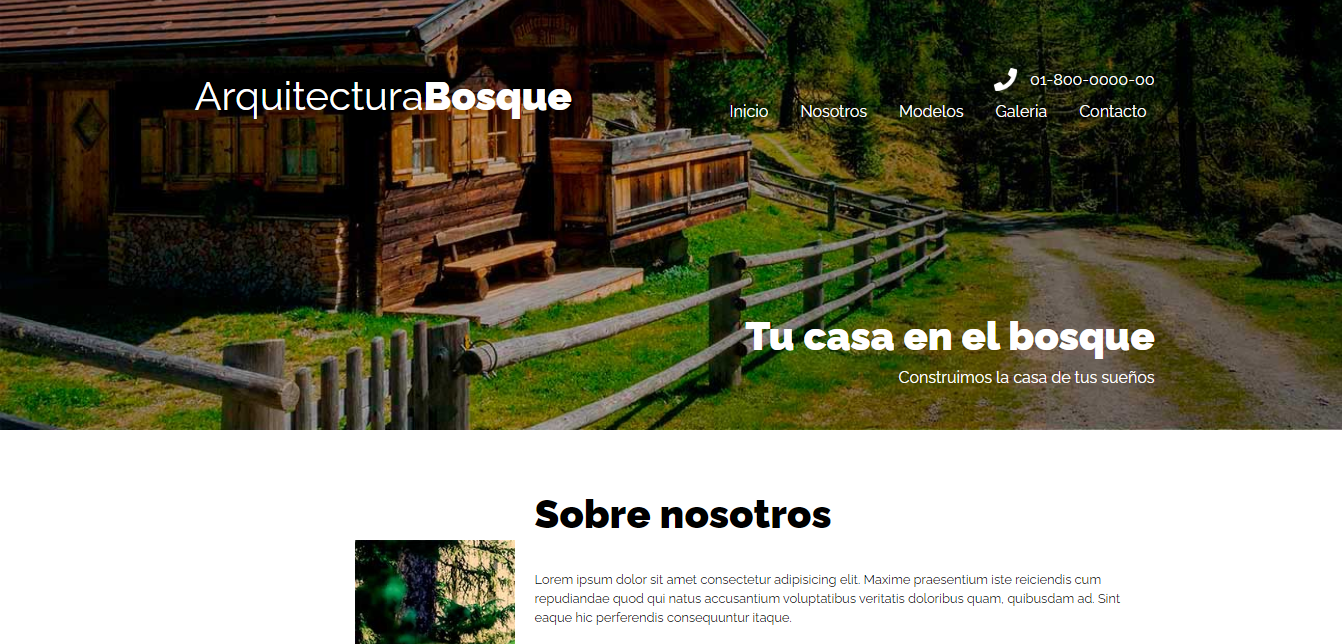 ArquitecturaBosque
01-800-0000-00
Inicio Nosotros Modelos Galeria Contacto
Tu casa en el bosque
Construimos la casa de tus sueños
Sobre nosotros
Lorem ipsum dolor sit amet consectetur adipisicing elit. Maxime praesentium iste reiciendis cum
repudiandae quod qui natus accusantium voluptatibus veritatis doloribus quam, quibusdam ad. Sint
eaque hic perferendis consequuntur itaque.